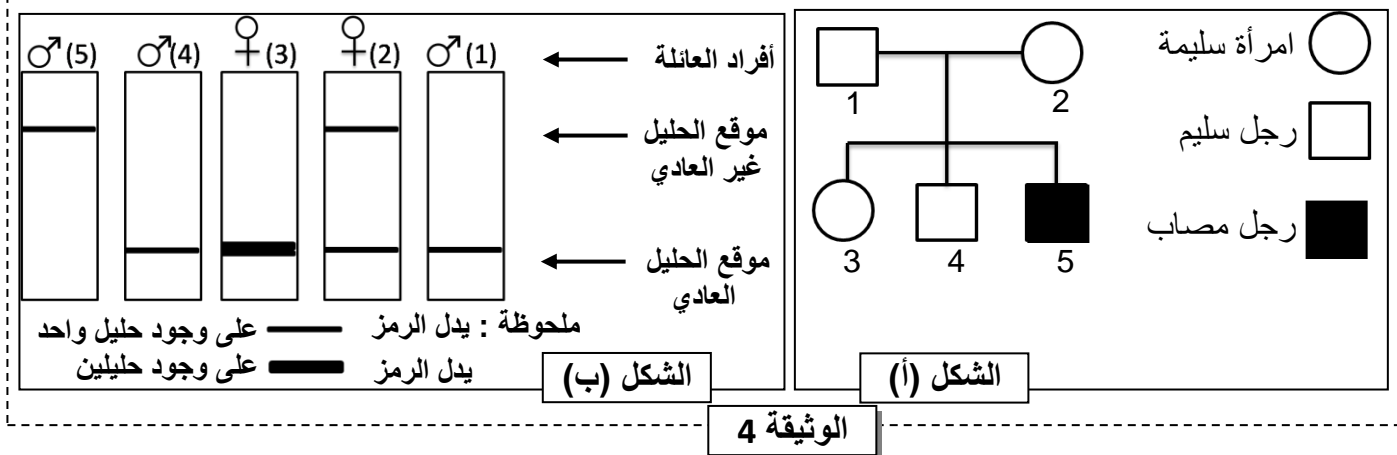 امرأة سليمة
رجل سليم
رجل مصاب
1
2
3
4
5
الشكل (أ)
♂(5) ♂(4) ♀(3) ♀(2) ♂(1)
أفراد العائلة
موقع الحليل
غير العادي
موقع الحليل
العادي
ملحوظة : يدل الرمز على وجود حليل واحد
يدل الرمز على وجود حليلين
الشكل (ب)
الوثيقة 4